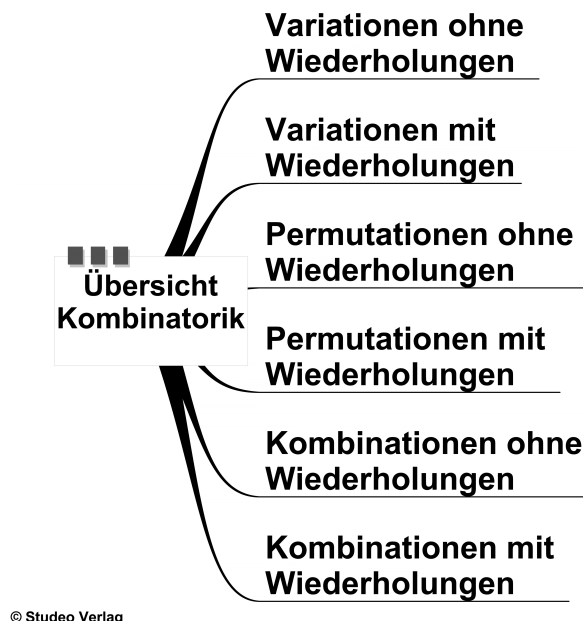 Variationen ohne
Wiederholungen
Variationen mit
Wiederholungen
Permutationen ohne
Wiederholungen
Übersicht
Kombinatorik
Permutationen mit
Wiederholungen
Kombinationen ohne
Wiederholungen
Kombinationen mit
Wiederholungen
© Studeo Verlag